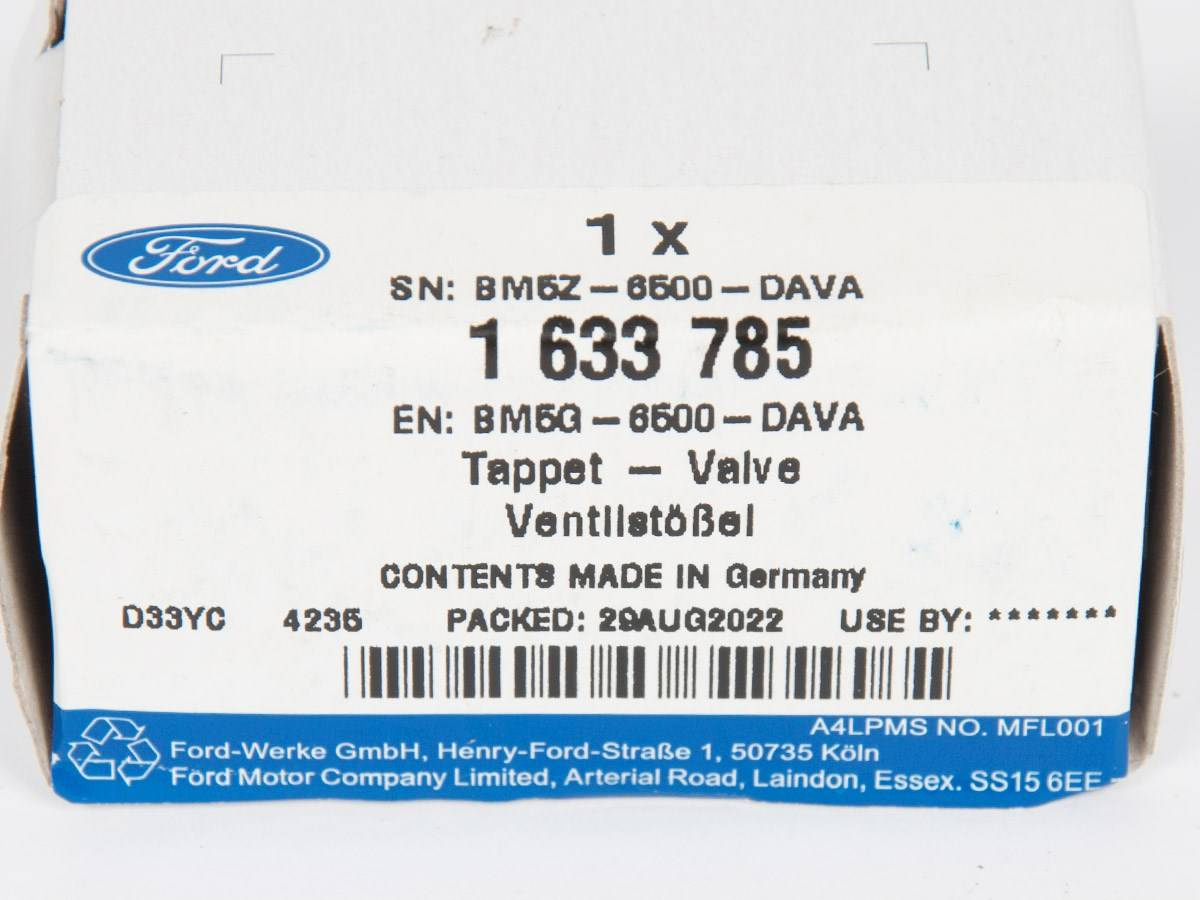 Ford
1 x
SN: BM5Z-6500-DAVA
1 633 785
EN: BM5G-6500-DAVA
Tappet - Valve
Ventilstößel
CONTENTS MADE IN Germany
D33YC 4235 PACKED: 29AUG2022 USE BY: *******
A4LPMS NO. MFL001
Ford-Werke GmbH, Henry-Ford-Straße 1, 50735 Köln
Ford Motor Company Limited, Arterial Road, Laindon, Essex. SS15 6EE